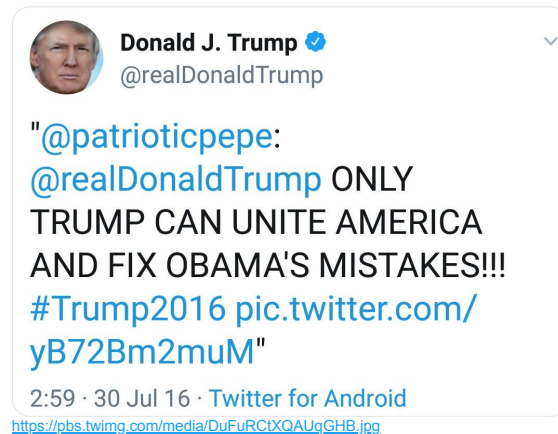 Donald J. Trump
@realDonaldTrump
"@patrioticpepe:
@realDonaldTrump ONLY
TRUMP CAN UNITE AMERICA
AND FIX OBAMA'S MISTAKES!!!
#Trump2016 pic.twitter.com/
yB72Bm2muM"
2:59 · 30 Jul 16 · Twitter for Android
https://pbs.twimg.com/media/DuFuRCtXQAUqGHB.jpg